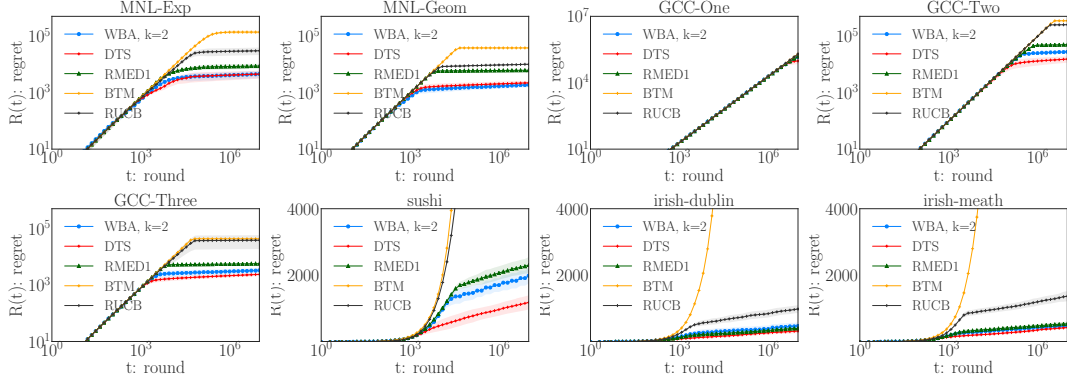 MNL-Exp
R(t): regret
10^5
10^3
10^1
WBA, k=2
DTS
RMED1
BTM
RUCB
10^0 10^3 10^6
t: round
MNL-Geom
R(t): regret
10^5
10^3
10^1
WBA, k=2
DTS
RMED1
BTM
RUCB
10^0 10^3 10^6
t: round
GCC-One
R(t): regret
10^7
10^4
10^1
WBA, k=2
DTS
RMED1
BTM
RUCB
10^0 10^3 10^6
t: round
GCC-Two
R(t): regret
10^5
10^3
10^1
WBA, k=2
DTS
RMED1
BTM
RUCB
10^0 10^3 10^6
t: round
GCC-Three
R(t): regret
10^5
10^3
10^1
WBA, k=2
DTS
RMED1
BTM
RUCB
10^0 10^3 10^6
t: round
sushi
R(t): regret
4000
2000
WBA, k=2
DTS
RMED1
BTM
RUCB
10^0 10^3 10^6
t: round
irish-dublin
R(t): regret
4000
2000
WBA, k=2
DTS
RMED1
BTM
RUCB
10^0 10^3 10^6
t: round
irish-meath
R(t): regret
4000
2000
WBA, k=2
DTS
RMED1
BTM
RUCB
10^0 10^3 10^6
t: round